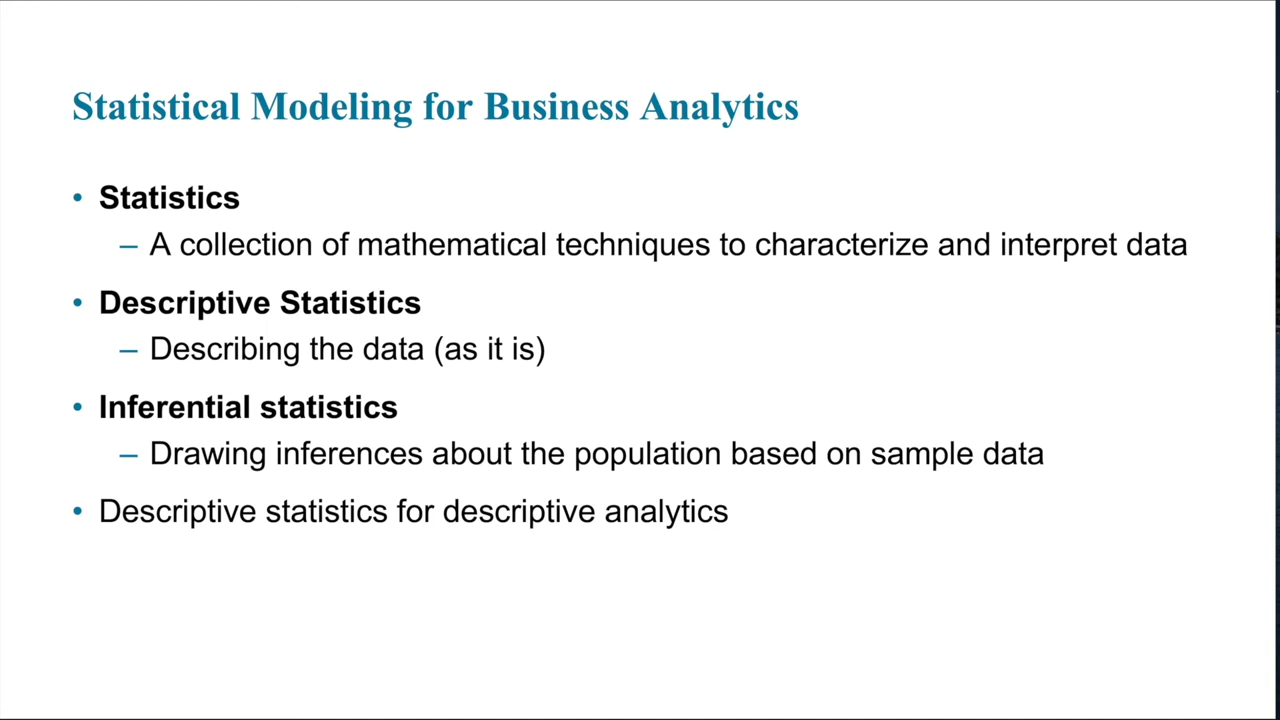 Statistical Modeling for Business Analytics
• Statistics
– A collection of mathematical techniques to characterize and interpret data
• Descriptive Statistics
– Describing the data (as it is)
• Inferential statistics
– Drawing inferences about the population based on sample data
• Descriptive statistics for descriptive analytics